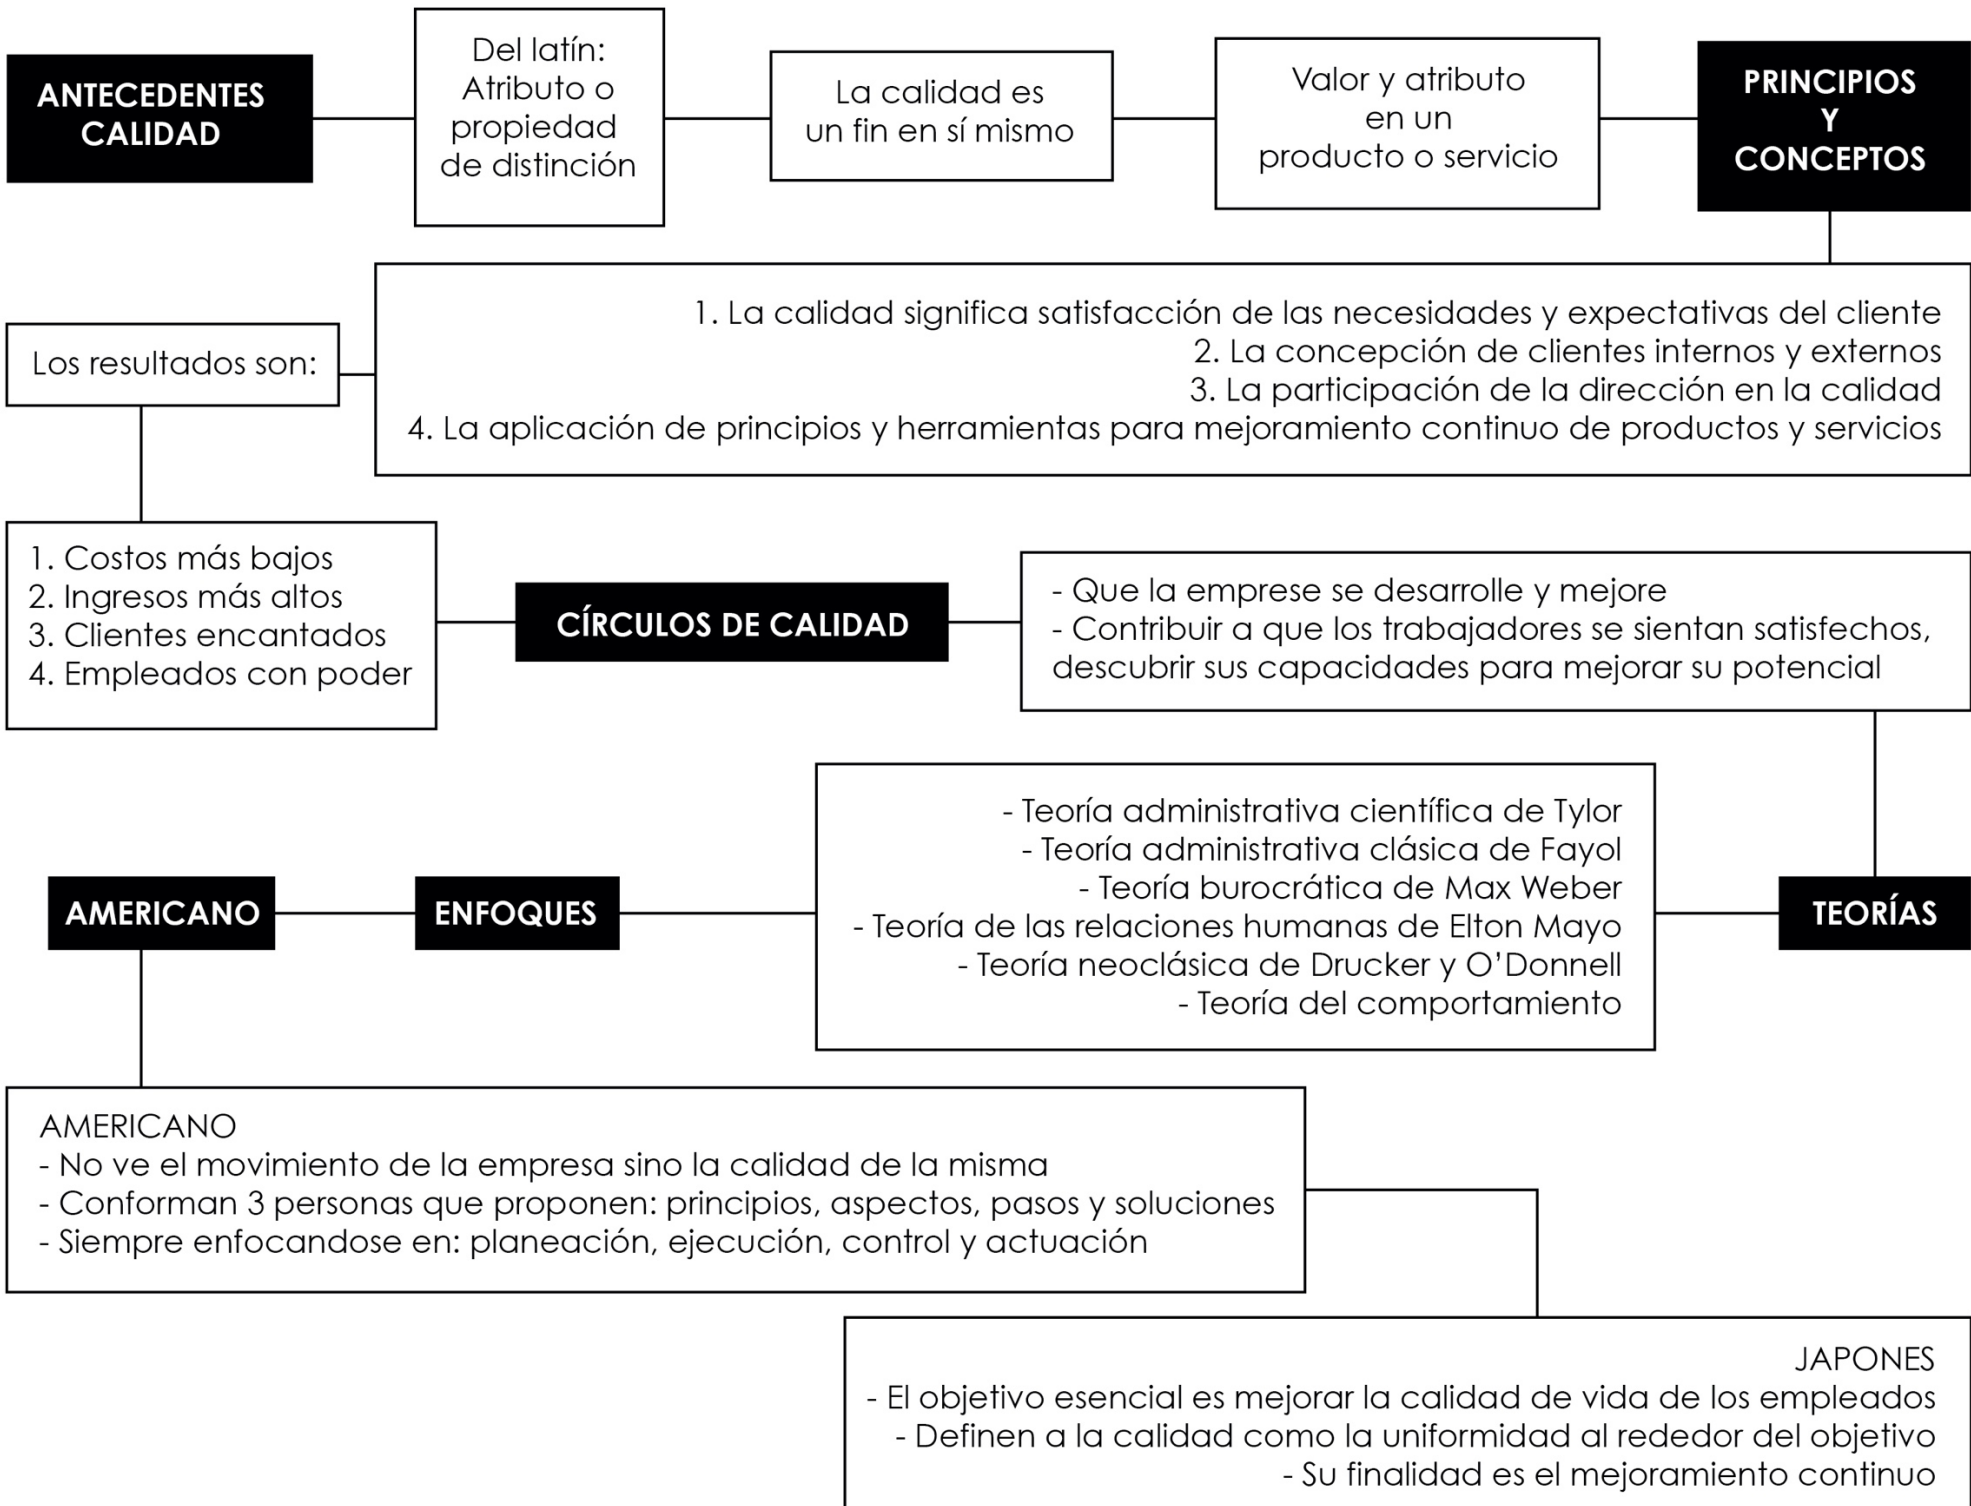 ANTECEDENTES
CALIDAD
Del latín:
Atributo o
propiedad
de distinción
La calidad es
un fin en sí mismo
Valor y atributo
en un
producto o servicio
PRINCIPIOS
Y
CONCEPTOS
1. La calidad significa satisfacción de las necesidades y expectativas del cliente
2. La concepción de clientes internos y externos
3. La participación de la dirección en la calidad
4. La aplicación de principios y herramientas para mejoramiento continuo de productos y servicios
Los resultados son:
1. Costos más bajos
2. Ingresos más altos
3. Clientes encantados
4. Empleados con poder
CÍRCULOS DE CALIDAD
- Que la emprese se desarrolle y mejore
- Contribuir a que los trabajadores se sientan satisfechos,
descubrir sus capacidades para mejorar su potencial
TEORÍAS
- Teoría administrativa científica de Tylor
- Teoría administrativa clásica de Fayol
- Teoría burocrática de Max Weber
- Teoría de las relaciones humanas de Elton Mayo
- Teoría neoclásica de Drucker y O’Donnell
- Teoría del comportamiento
ENFOQUES
AMERICANO
AMERICANO
- No ve el movimiento de la empresa sino la calidad de la misma
- Conforman 3 personas que proponen: principios, aspectos, pasos y soluciones
- Siempre enfocandose en: planeación, ejecución, control y actuación
JAPONES
- El objetivo esencial es mejorar la calidad de vida de los empleados
- Definen a la calidad como la uniformidad al rededor del objetivo
- Su finalidad es el mejoramiento continuo